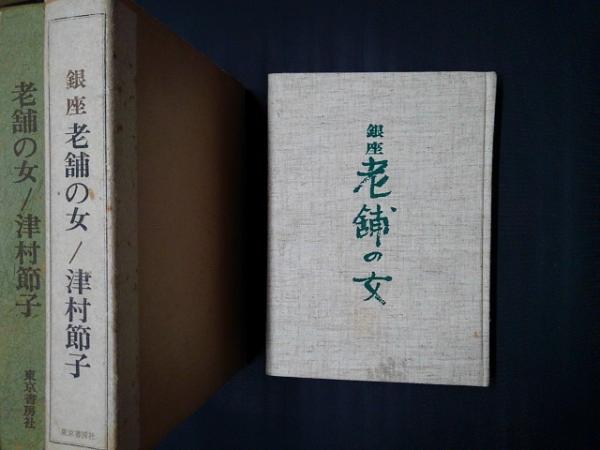 老舗の女/津村節子
東京書房社
銀座 老舗の女/津村節子
東京書房社
銀座
老舗の女